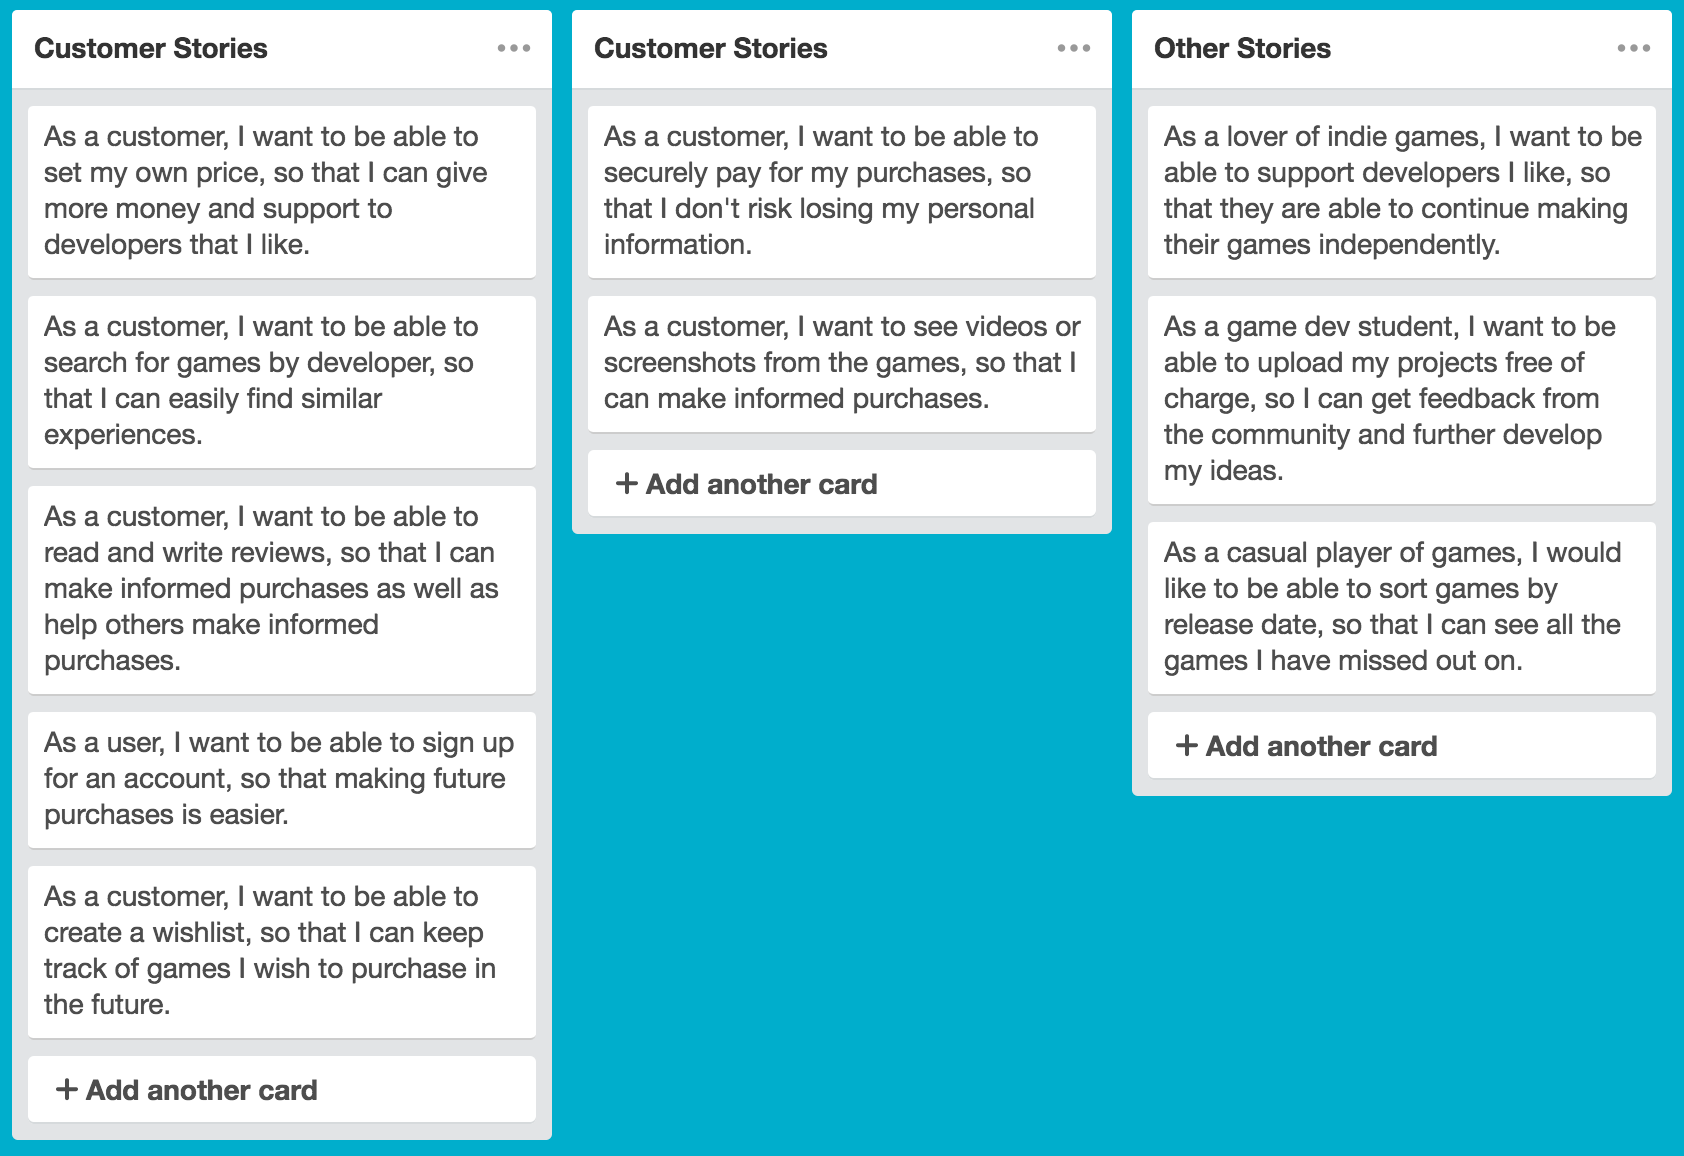 Customer Stories
As a customer, I want to be able to
set my own price, so that I can give
more money and support to
developers that I like.
As a customer, I want to be able to
search for games by developer, so
that I can easily find similar
experiences.
As a customer, I want to be able to
read and write reviews, so that I can
make informed purchases as well as
help others make informed
purchases.
As a user, I want to be able to sign up
for an account, so that making future
purchases is easier.
As a customer, I want to be able to
create a wishlist, so that I can keep
track of games I wish to purchase in
the future.
+ Add another card
Customer Stories
As a customer, I want to be able to
securely pay for my purchases, so
that I don't risk losing my personal
information.
As a customer, I want to see videos or
screenshots from the games, so that I
can make informed purchases.
+ Add another card
Other Stories
As a lover of indie games, I want to be
able to support developers I like, so
that they are able to continue making
their games independently.
As a game dev student, I want to be
able to upload my projects free of
charge, so I can get feedback from
the community and further develop
my ideas.
As a casual player of games, I would
like to be able to sort games by
release date, so that I can see all the
games I have missed out on.
+ Add another card